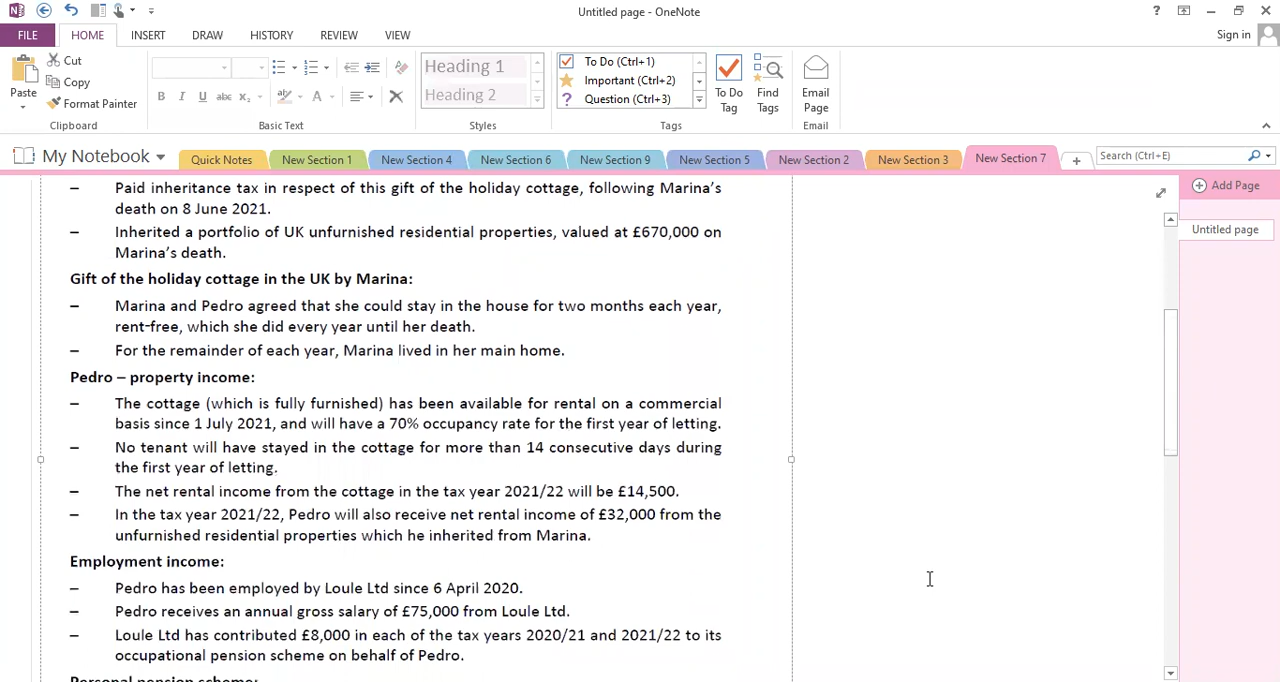 Untitled page - OneNote
?
Sign in
FILE HOME INSERT DRAW HISTORY REVIEW VIEW
Paste
Cut
Copy
Format Painter
Clipboard
B I U abc X₂ ab A
Basic Text
Heading 1
Heading 2
Styles
To Do (Ctrl+1)
Important (Ctrl+2)
? Question (Ctrl+3)
To Do
Tag
Find
Tags
Tags
Email
Page
Email
My Notebook
Quick Notes New Section 1 New Section 4 New Section 6 New Section 9 New Section 5 New Section 2 New Section 3 New Section 7 +
Search (Ctrl+E)
Add Page
Untitled page
– Paid inheritance tax in respect of this gift of the holiday cottage, following Marina’s
death on 8 June 2021.
– Inherited a portfolio of UK unfurnished residential properties, valued at £670,000 on
Marina’s death.
Gift of the holiday cottage in the UK by Marina:
– Marina and Pedro agreed that she could stay in the house for two months each year,
rent-free, which she did every year until her death.
– For the remainder of each year, Marina lived in her main home.
Pedro – property income:
– The cottage (which is fully furnished) has been available for rental on a commercial
basis since 1 July 2021, and will have a 70% occupancy rate for the first year of letting.
– No tenant will have stayed in the cottage for more than 14 consecutive days during
the first year of letting.
– The net rental income from the cottage in the tax year 2021/22 will be £14,500.
– In the tax year 2021/22, Pedro will also receive net rental income of £32,000 from the
unfurnished residential properties which he inherited from Marina.
Employment income:
– Pedro has been employed by Loule Ltd since 6 April 2020.
– Pedro receives an annual gross salary of £75,000 from Loule Ltd.
– Loule Ltd has contributed £8,000 in each of the tax years 2020/21 and 2021/22 to its
occupational pension scheme on behalf of Pedro.
Personal pension scheme: